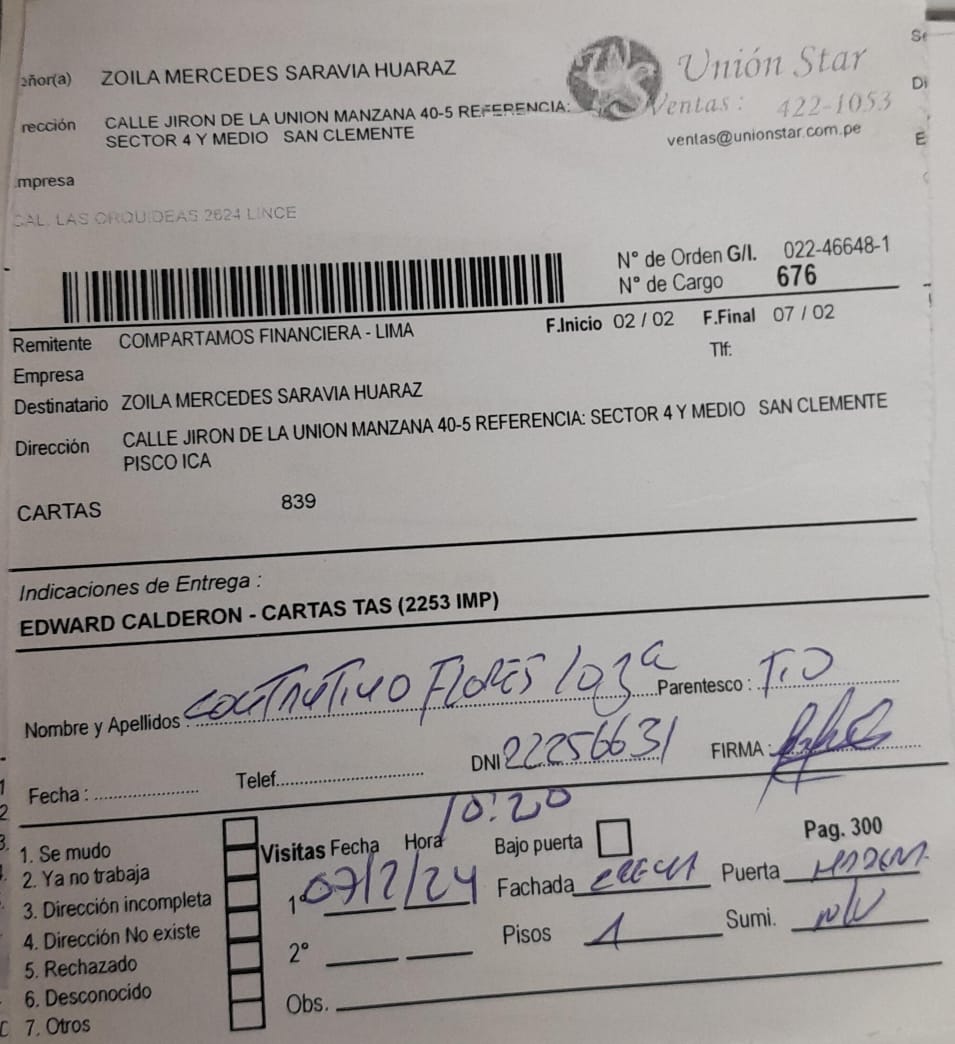 eñor(a) ZOILA MERCEDES SARAVIA HUARAZ
Unión Star
rección CALLE JIRON DE LA UNION MANZANA 40-5 REFERENCIA:
SECTOR 4 Y MEDIO SAN CLEMENTE
Ventas: 422-1053
ventas@unionstar.com.pe
mpresa
CAL. LAS ORQUIDEAS 2624 LINCE
Se
Di
E
N° de Orden G/I. 022-46648-1
N° de Cargo 676
Remitente COMPARTAMOS FINANCIERA - LIMA F.Inicio 02 / 02 F.Final 07 / 02
Empresa Tlf:
Destinatario ZOILA MERCEDES SARAVIA HUARAZ
Dirección CALLE JIRON DE LA UNION MANZANA 40-5 REFERENCIA: SECTOR 4 Y MEDIO SAN CLEMENTE
PISCO ICA
CARTAS 839
Indicaciones de Entrega :
EDWARD CALDERON - CARTAS TAS (2253 IMP)
Nombre y Apellidos : FLORES loza Parentesco : TIO
Fecha : Telef. DNI 22256631 FIRMA :
10:20
1. Se mudo Visitas Fecha Hora Bajo puerta Pag. 300
2. Ya no trabaja 1° 07/2/24 Fachada CREMA Puerta
3. Dirección incompleta
4. Dirección No existe 2° Pisos 1 Sumi.
5. Rechazado
6. Desconocido Obs.
7. Otros